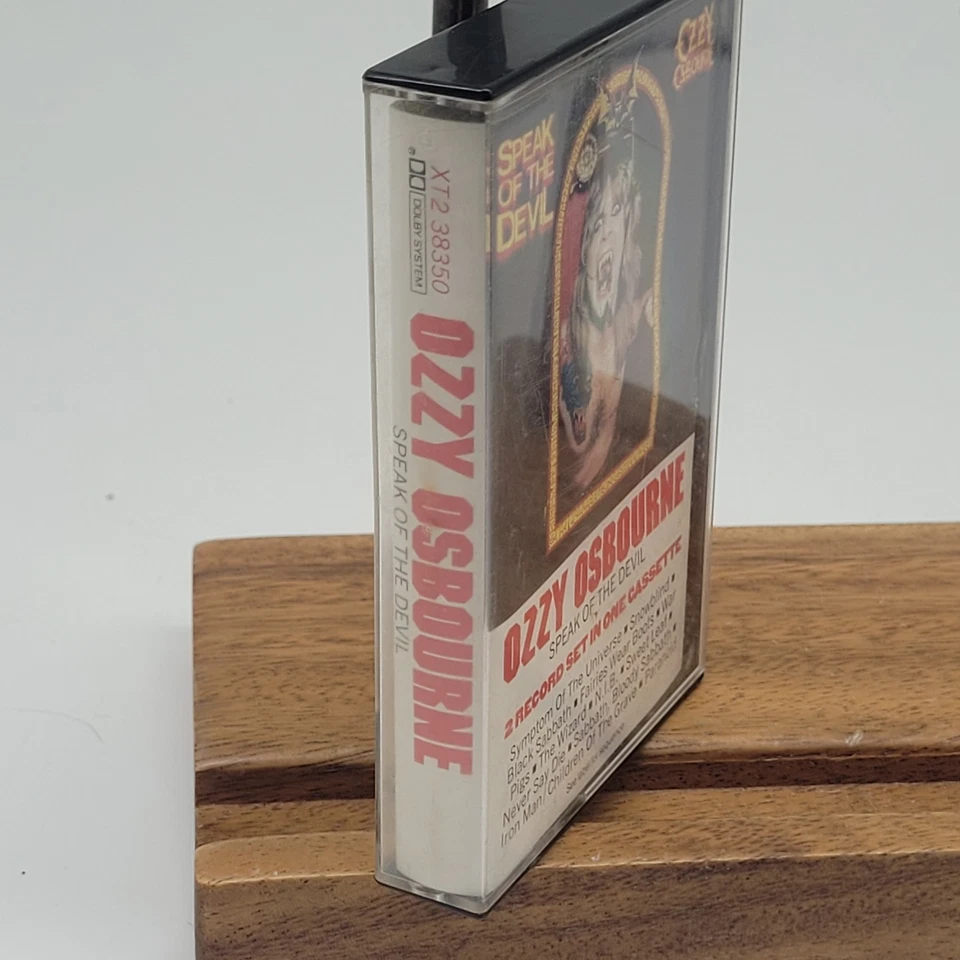 XT2 38350
DOLBY SYSTEM
®
OZZY OSBOURNE
SPEAK OF THE DEVIL
OZZY
OSBOURNE
SPEAK
OF THE
DEVIL
OZZY OSBOURNE
SPEAK OF THE DEVIL
2 RECORD SET IN ONE CASSETTE
Symptom Of The Universe ■ Snowblind ■
Black Sabbath ■ Fairies Wear Boots ■ War
Pigs ■ The Wizard ■ N.I.B. ■ Sweet Leaf ■
Never Say Die ■ Sabbath, Bloody Sabbath ■
Iron Man/Children Of The Grave ■ Paranoid